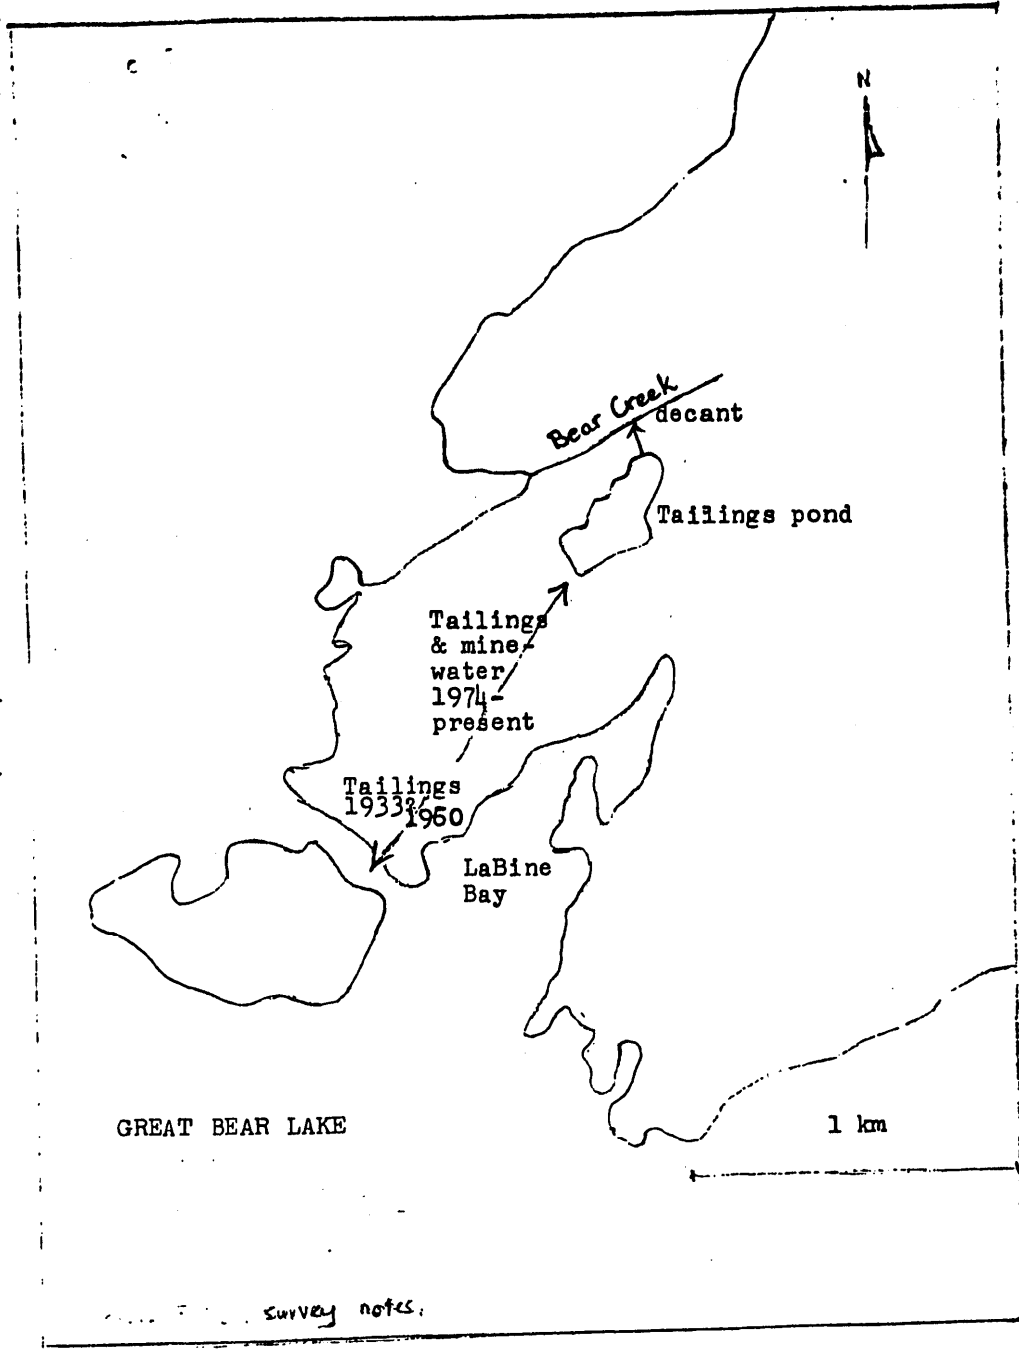 N
Bear Creek
decant
Tailings pond
Tailings
& mine-
water
1974-
present
Tailings
1933?-
1960
LaBine
Bay
GREAT BEAR LAKE
1 km
survey notes.